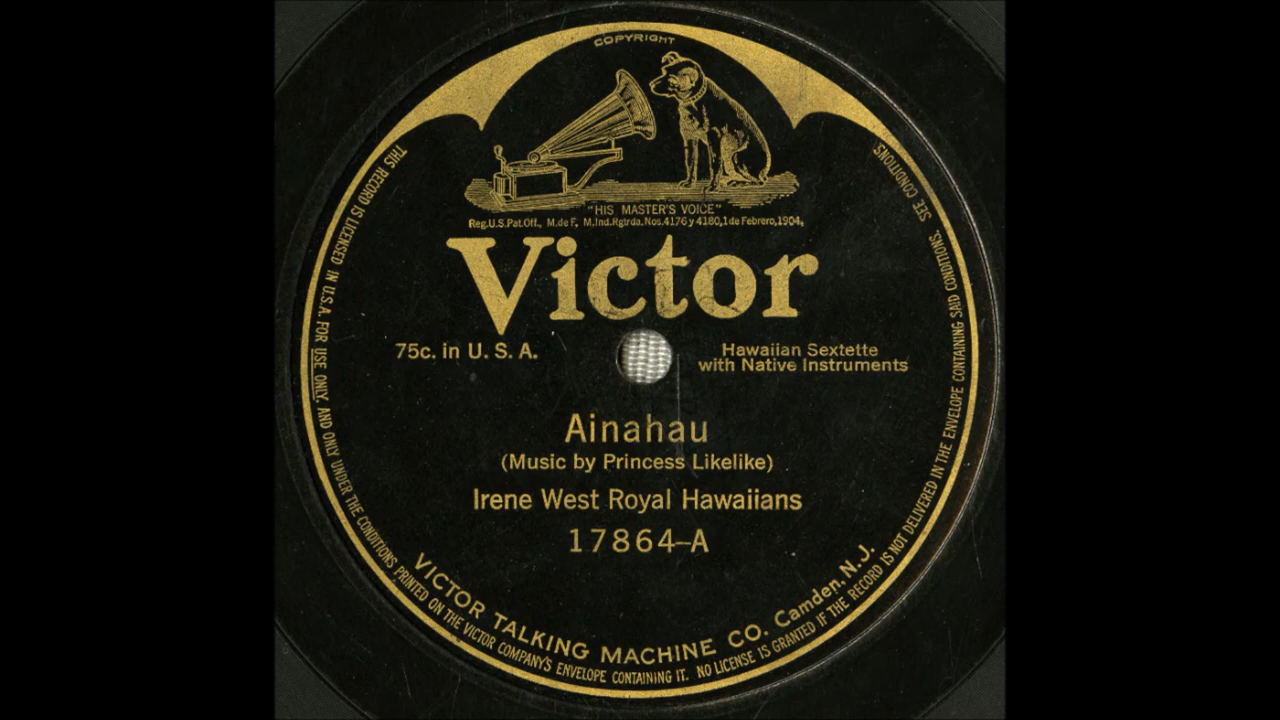 COPYRIGHT
"HIS MASTER'S VOICE"
Reg.U.S.Pat.Off., M.de F, M.Ind.Rgtrda.Nos.4176 y 4180,1 de Febrero,1904,
Victor
75c. in U. S. A.
Hawaiian Sextette
with Native Instruments
Ainahau
(Music by Princess Likelike)
Irene West Royal Hawaiians
17864-A
VICTOR TALKING MACHINE CO. Camden, N.J.
THIS RECORD IS LICENSED IN U.S.A. FOR USE ONLY, AND ONLY UNDER THE CONDITIONS PRINTED ON THE VICTOR COMPANY'S ENVELOPE CONTAINING IT. NO LICENSE IS GRANTED IF THE RECORD IS NOT DELIVERED IN THE ENVELOPE CONTAINING SAID CONDITIONS. SEE CONDITIONS.